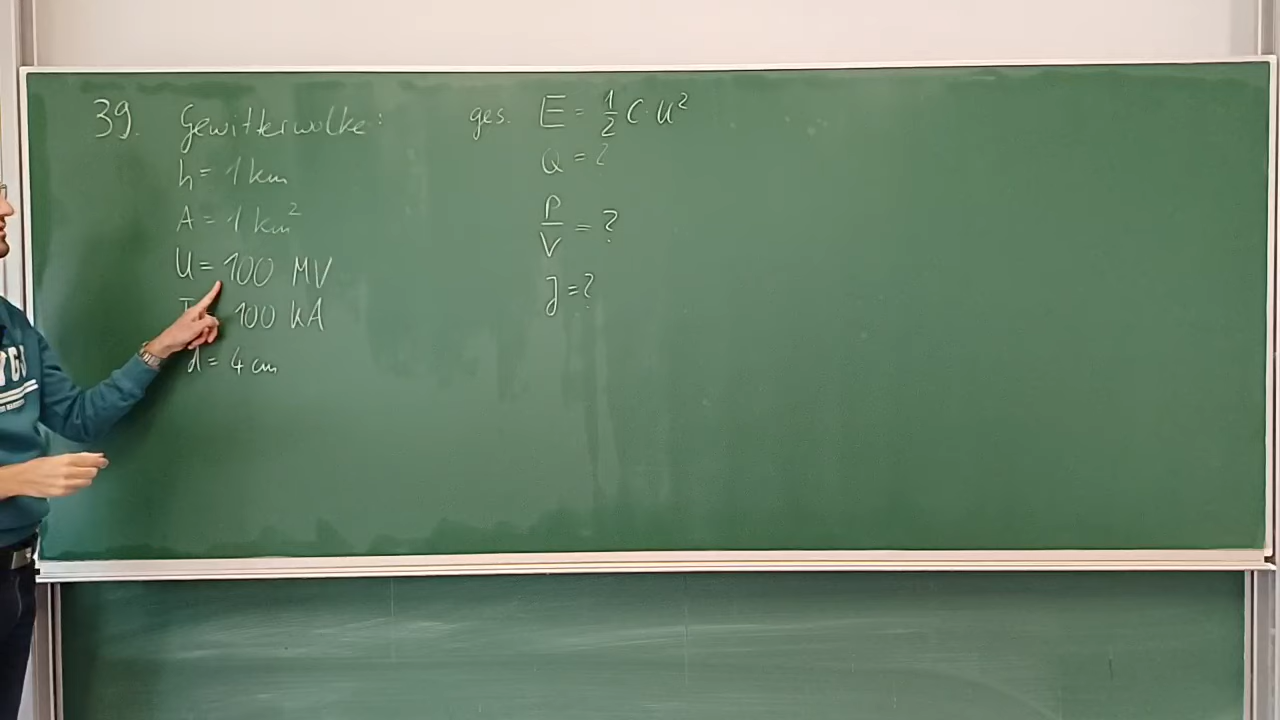 39. Gewitterwolke:
h = 1 km
A = 1 km²
U = 100 MV
100 kA
d = 4 cm
ges. E = 1/2 C · U²
Q = ?
P/V = ?
J = ?